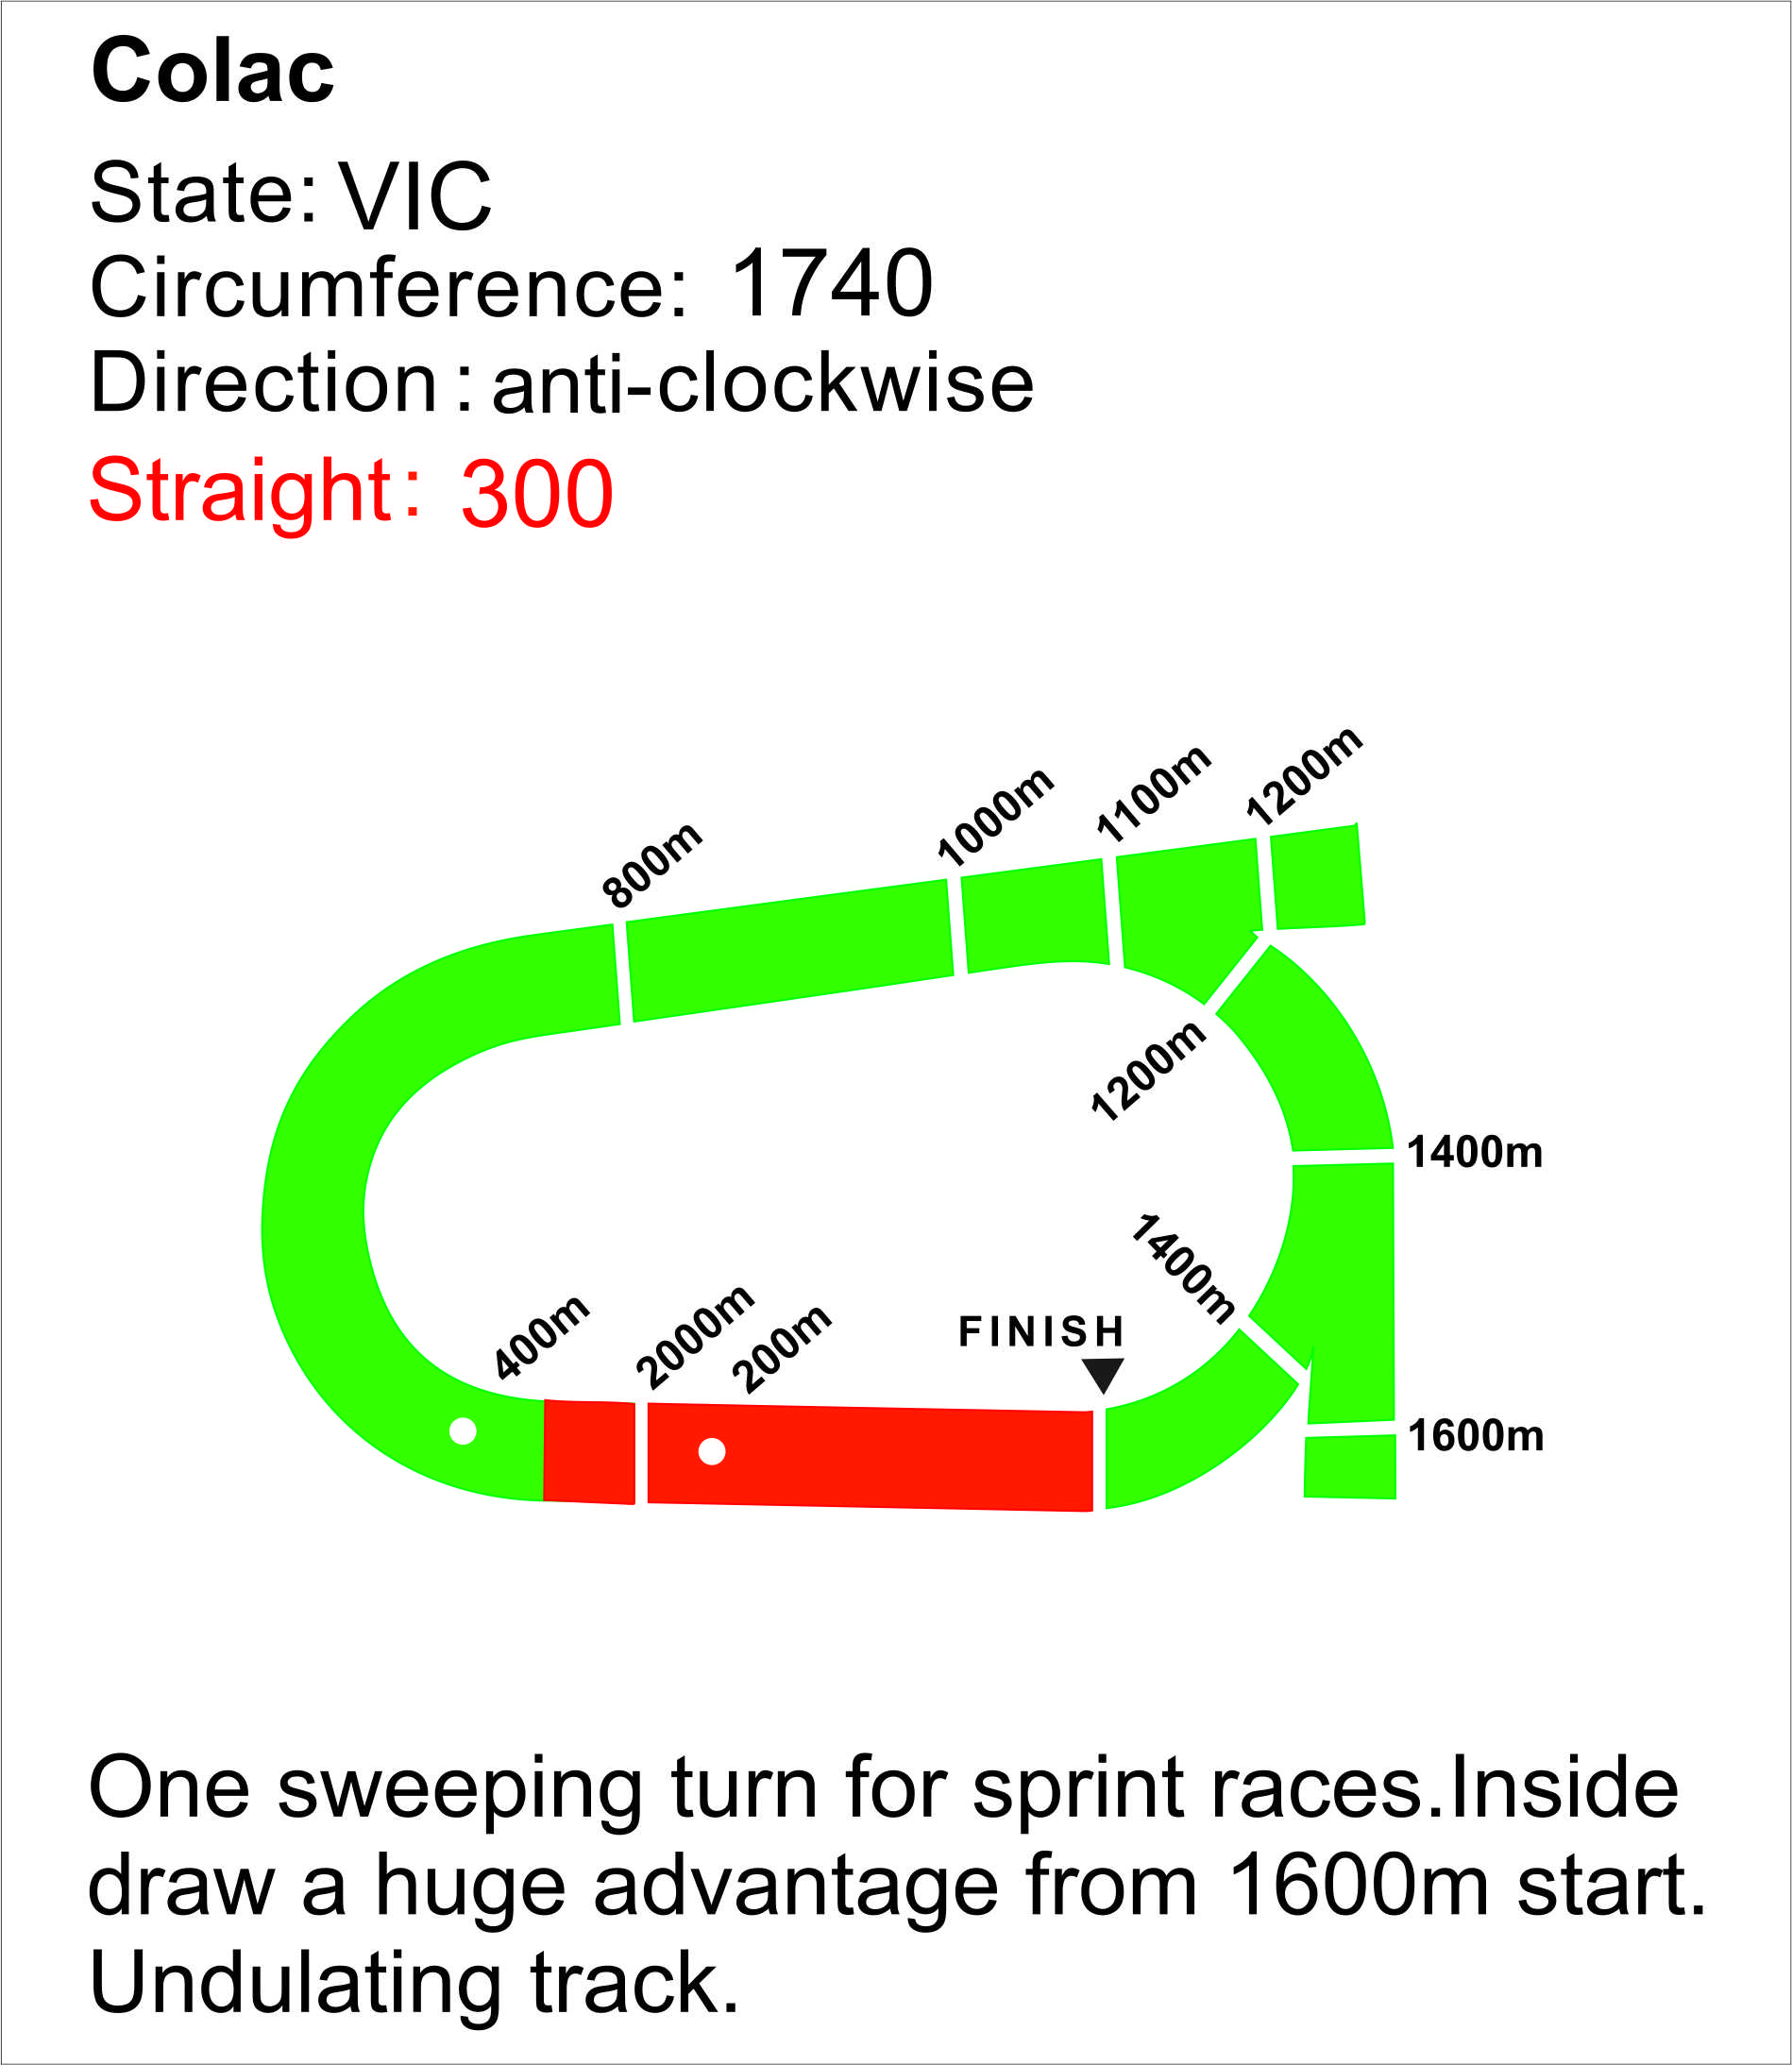 Colac
State: VIC
Circumference: 1740
Direction : anti-clockwise
Straight: 300
1200m
1100m
1000m
800m
1200m
1400m
1400m
400m
2000m
200m
FINISH
1600m
One sweeping turn for sprint races.Inside
draw a huge advantage from 1600m start.
Undulating track.